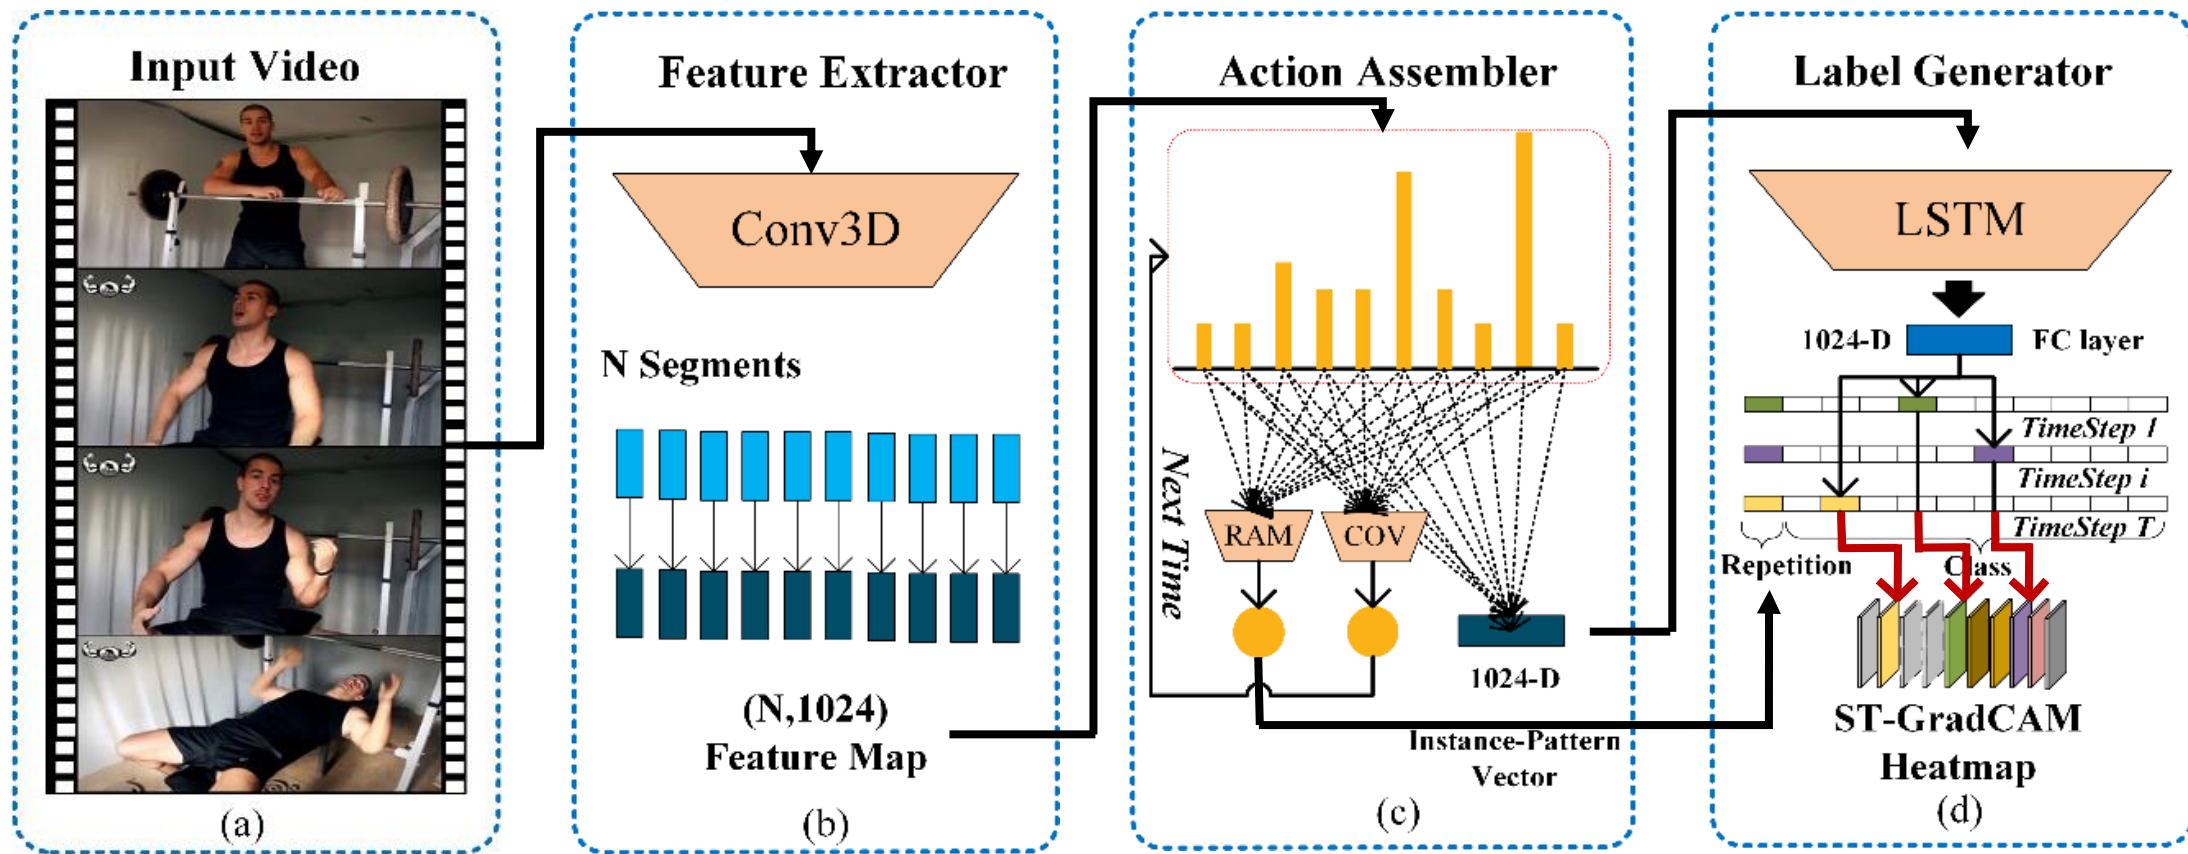 Input Video
(a)
Feature Extractor
Conv3D
N Segments
(N,1024)
Feature Map
(b)
Action Assembler
Next Time
RAM
COV
1024-D
Instance-Pattern
Vector
(c)
Label Generator
LSTM
1024-D
FC layer
TimeStep 1
TimeStep i
TimeStep T
Repetition
Class
ST-GradCAM
Heatmap
(d)